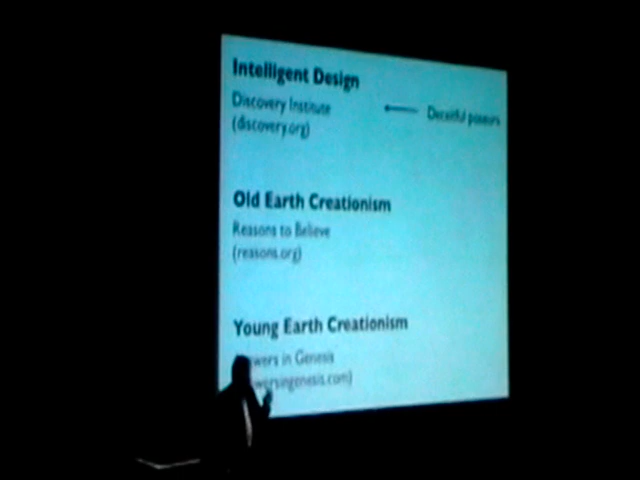 Intelligent Design
Discovery Institute
(discovery.org)
Deceitful poseurs
Old Earth Creationism
Reasons to Believe
(reasons.org)
Young Earth Creationism
in Genesis